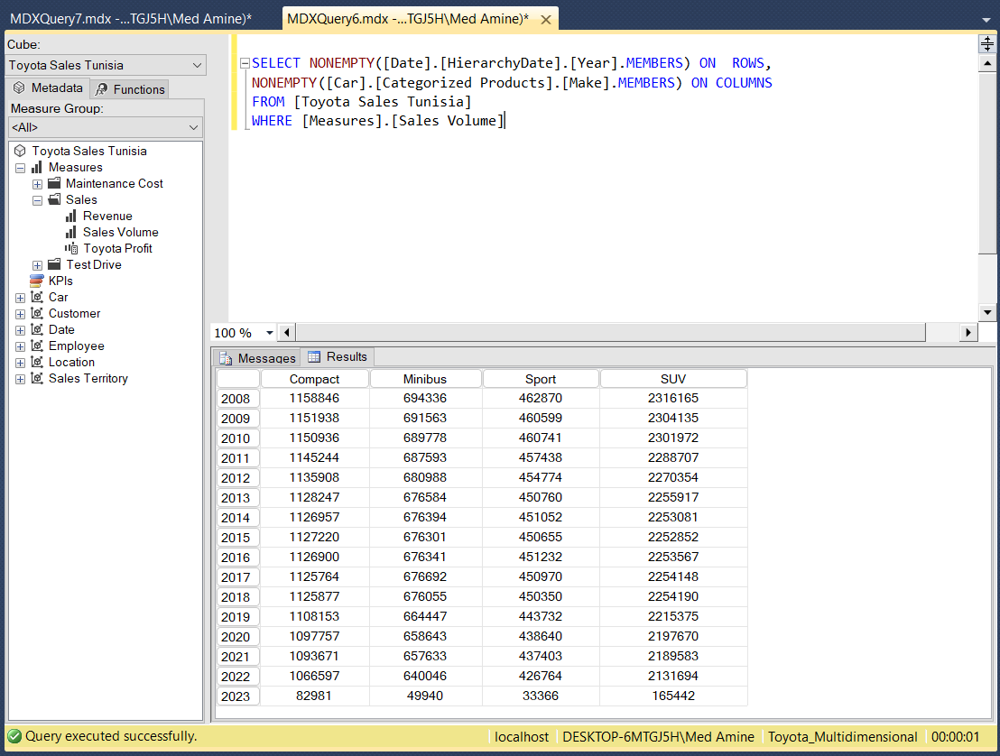 MDXQuery7.mdx -...TGJ5H\Med Amine)*
MDXQuery6.mdx -...TGJ5H\Med Amine)*
Cube:
Toyota Sales Tunisia
Metadata
Functions
Measure Group:
<All>
Toyota Sales Tunisia
Measures
Maintenance Cost
Sales
Revenue
Sales Volume
Toyota Profit
Test Drive
KPIs
Car
Customer
Date
Employee
Location
Sales Territory
SELECT NONEMPTY([Date].[HierarchyDate].[Year].MEMBERS) ON  ROWS,
NONEMPTY([Car].[Categorized Products].[Make].MEMBERS) ON COLUMNS
FROM [Toyota Sales Tunisia]
WHERE [Measures].[Sales Volume]
100 %
Messages
Results
Compact Minibus Sport SUV
2008 1158846 694336 462870 2316165
2009 1151938 691563 460599 2304135
2010 1150936 689778 460741 2301972
2011 1145244 687593 457438 2288707
2012 1135908 680988 454774 2270354
2013 1128247 676584 450760 2255917
2014 1126957 676394 451052 2253081
2015 1127220 676301 450655 2252852
2016 1126900 676341 451232 2253567
2017 1125764 676692 450970 2254148
2018 1125877 676055 450350 2254190
2019 1108153 664447 443732 2215375
2020 1097757 658643 438640 2197670
2021 1093671 657633 437403 2189583
2022 1066597 640046 426764 2131694
2023 82981 49940 33366 165442
Query executed successfully.
localhost
DESKTOP-6MTGJ5H\Med Amine
Toyota_Multidimensional
00:00:01